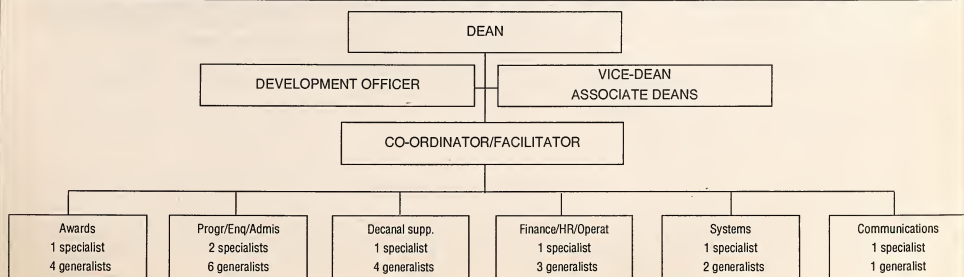 DEAN
DEVELOPMENT OFFICER
VICE-DEAN
ASSOCIATE DEANS
CO-ORDINATOR/FACILITATOR
Awards
1 specialist
4 generalists
Progr/Enq/Admis
2 specialists
6 generalists
Decanal supp.
1 specialist
4 generalists
Finance/HR/Operat
1 specialist
3 generalists
Systems
1 specialist
2 generalists
Communications
1 specialist
1 generalist